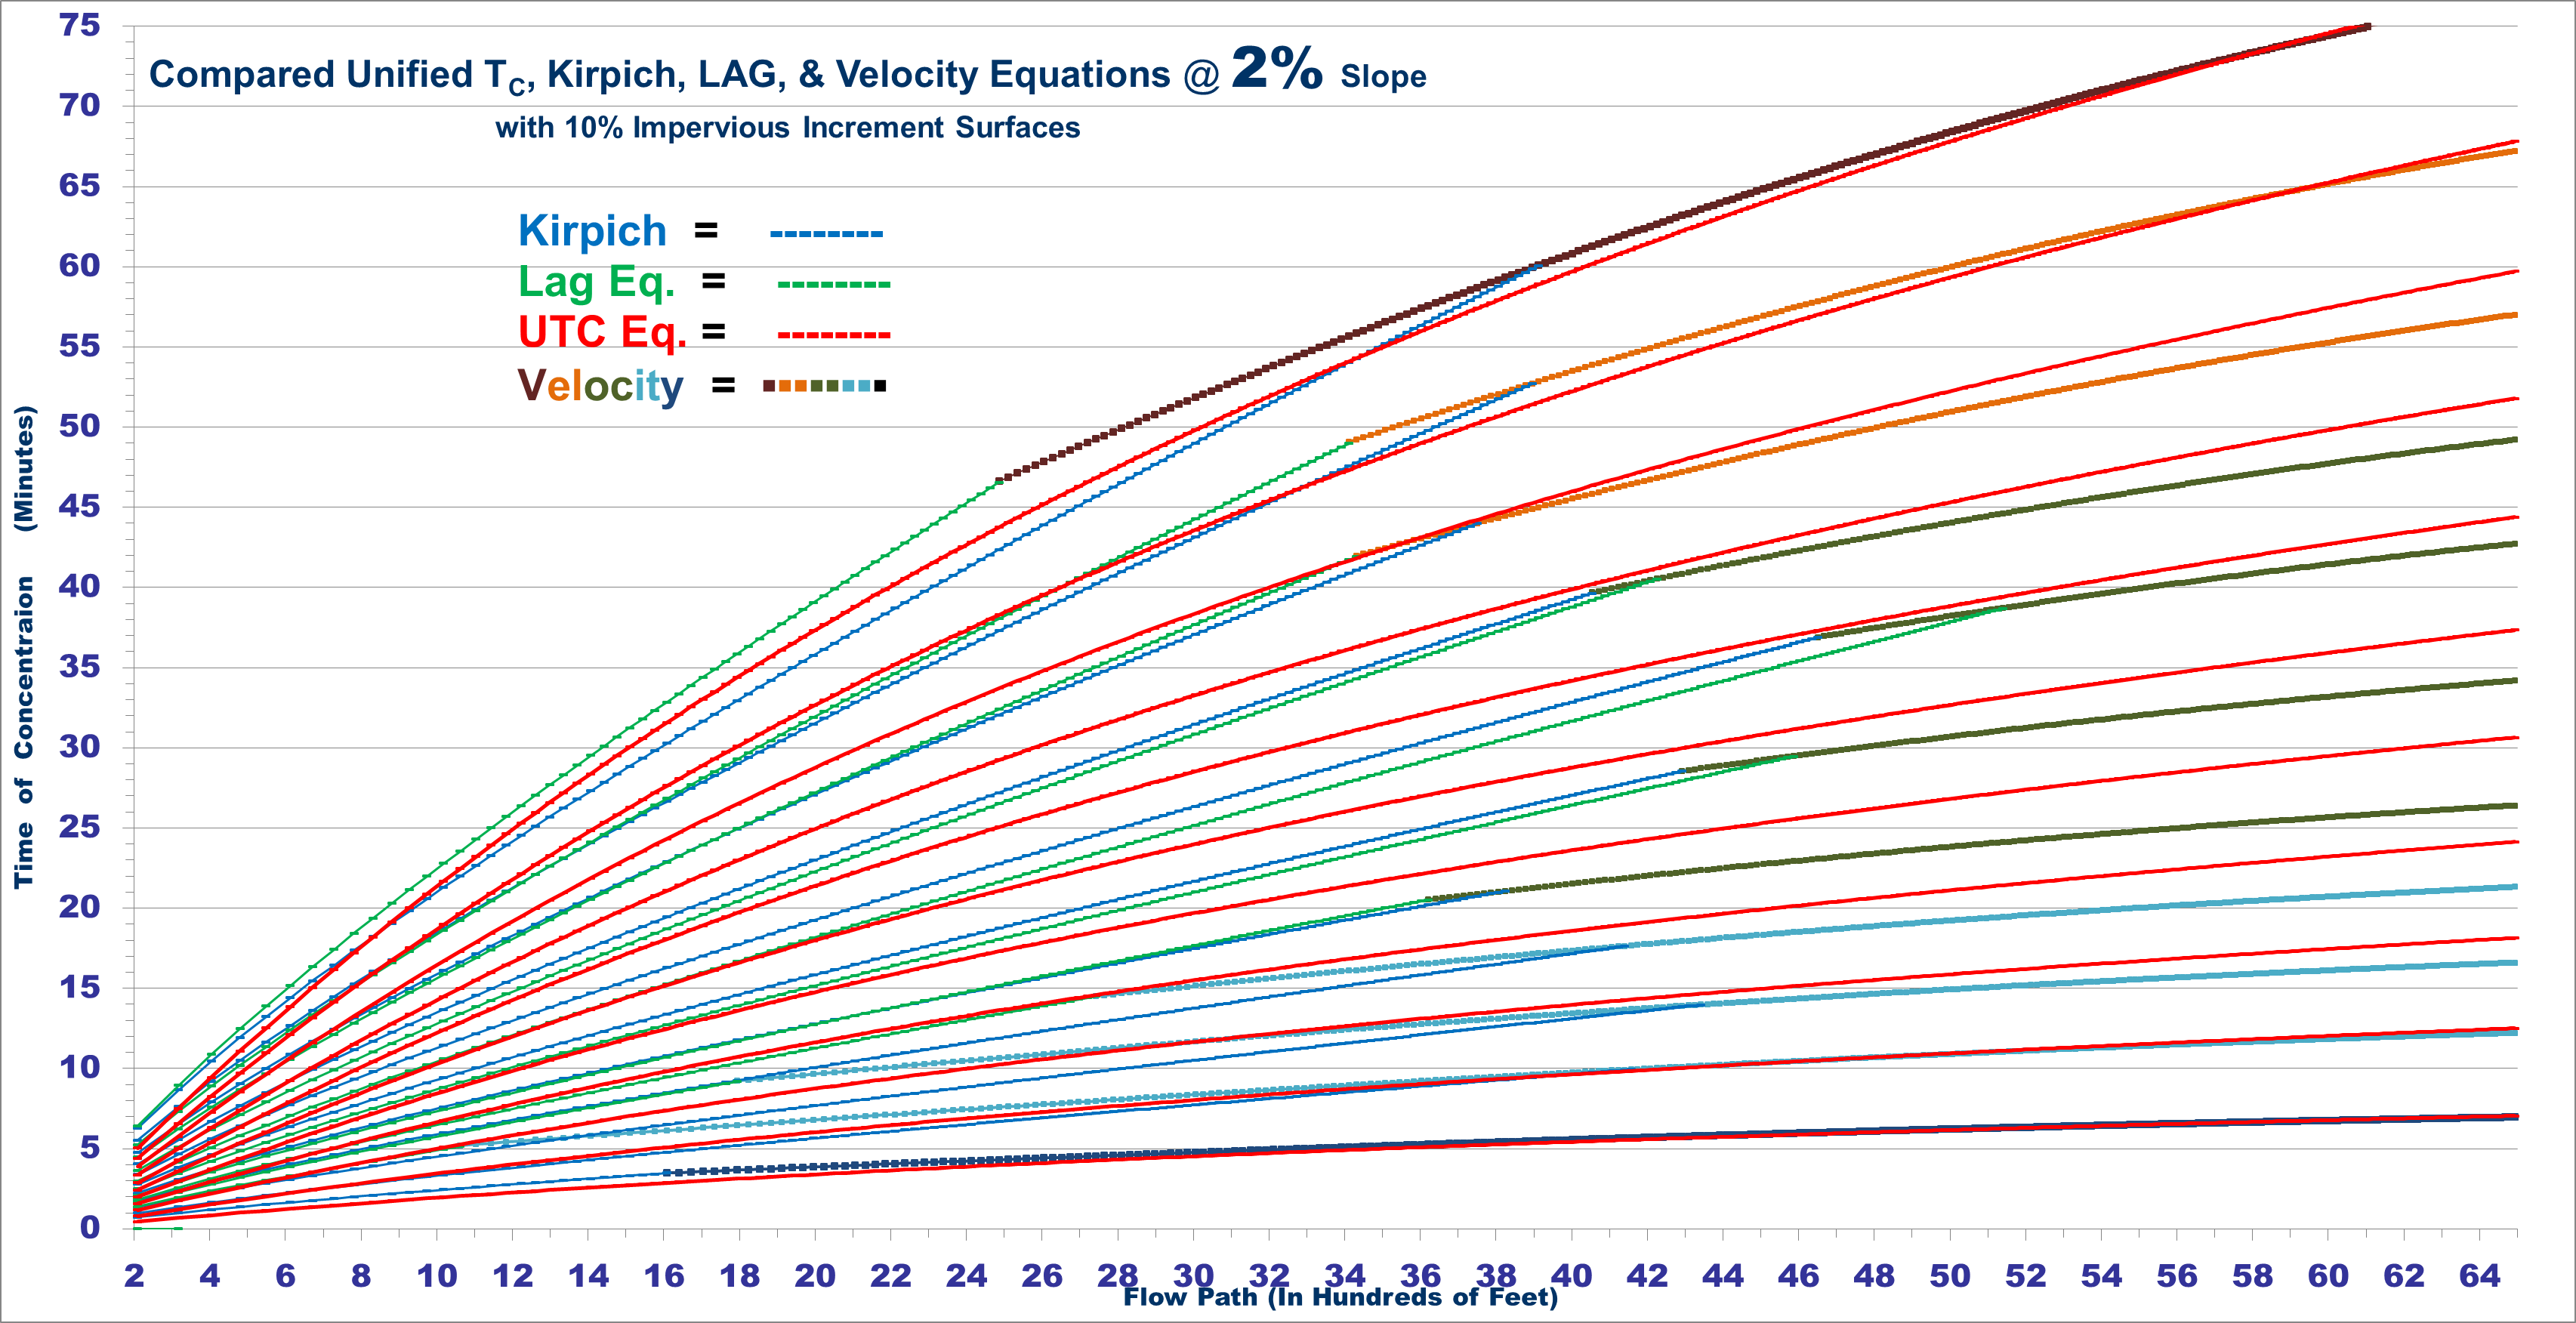 Compared Unified TC, Kirpich, LAG, & Velocity Equations @ 2% Slope
with 10% Impervious Increment Surfaces
Kirpich = --------
Lag Eq. = --------
UTC Eq. = --------
Velocity =
Time of Concentraion (Minutes)
75
70
65
60
55
50
45
40
35
30
25
20
15
10
5
0
2 4 6 8 10 12 14 16 18 20 22 24 26 28 30 32 34 36 38 40 42 44 46 48 50 52 54 56 58 60 62 64
Flow Path (In Hundreds of Feet)